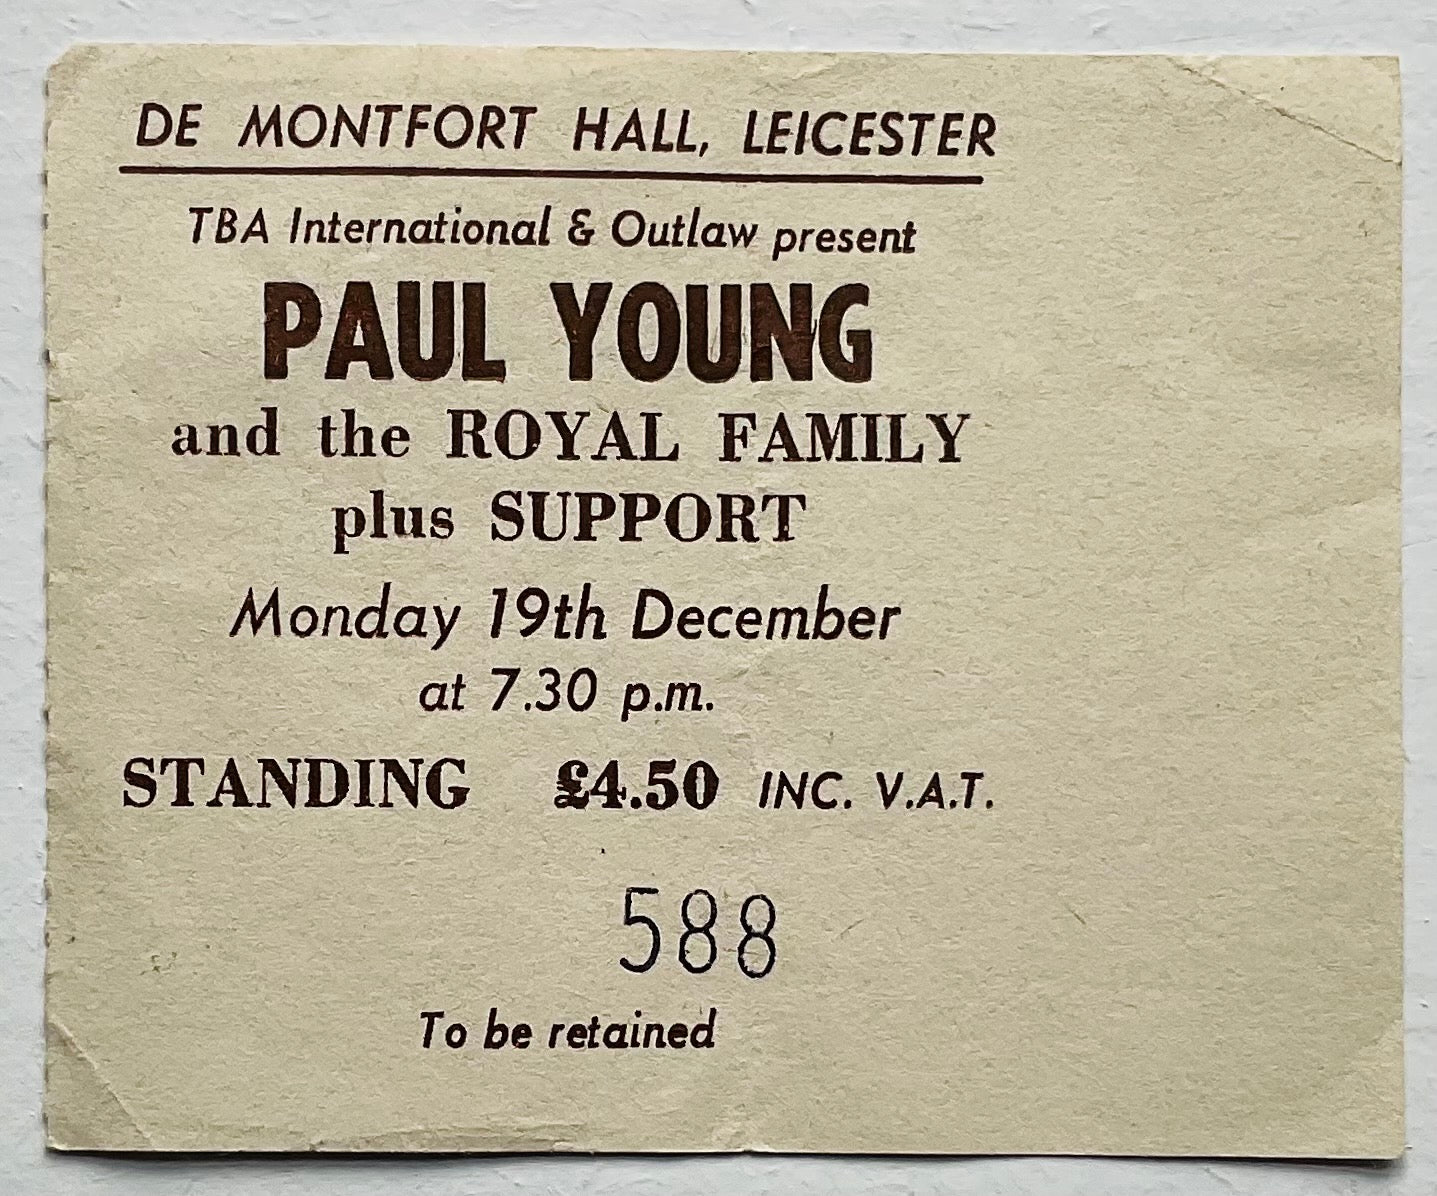 DE MONTFORT HALL, LEICESTER
TBA International & Outlaw present
PAUL YOUNG
and the ROYAL FAMILY
plus SUPPORT
Monday 19th December
at 7.30 p.m.
STANDING £4.50 INC. V.A.T.
588
To be retained